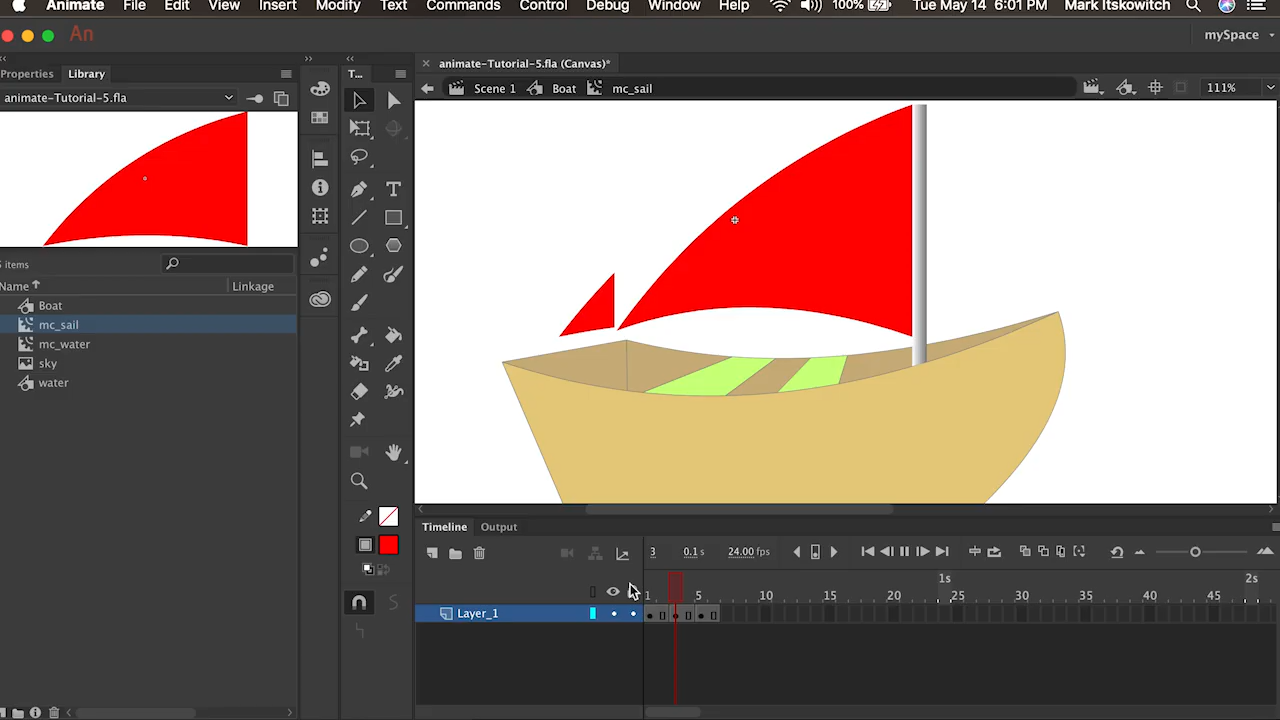 Animate File Edit View Insert Modify Text Commands Control Debug Window Help 100% Tue May 14 6:01 PM Mark Itskowitch
An mySpace
Properties Library T... animate-Tutorial-5.fla (Canvas)*
animate-Tutorial-5.fla Scene 1 Boat mc_sail 111%
T
items
Name Linkage
Boat
mc_sail
mc_water
sky
water
Timeline Output
3 0.1 s 24.00 fps
1s 2s
1 5 10 15 20 25 30 35 40 45
Layer_1